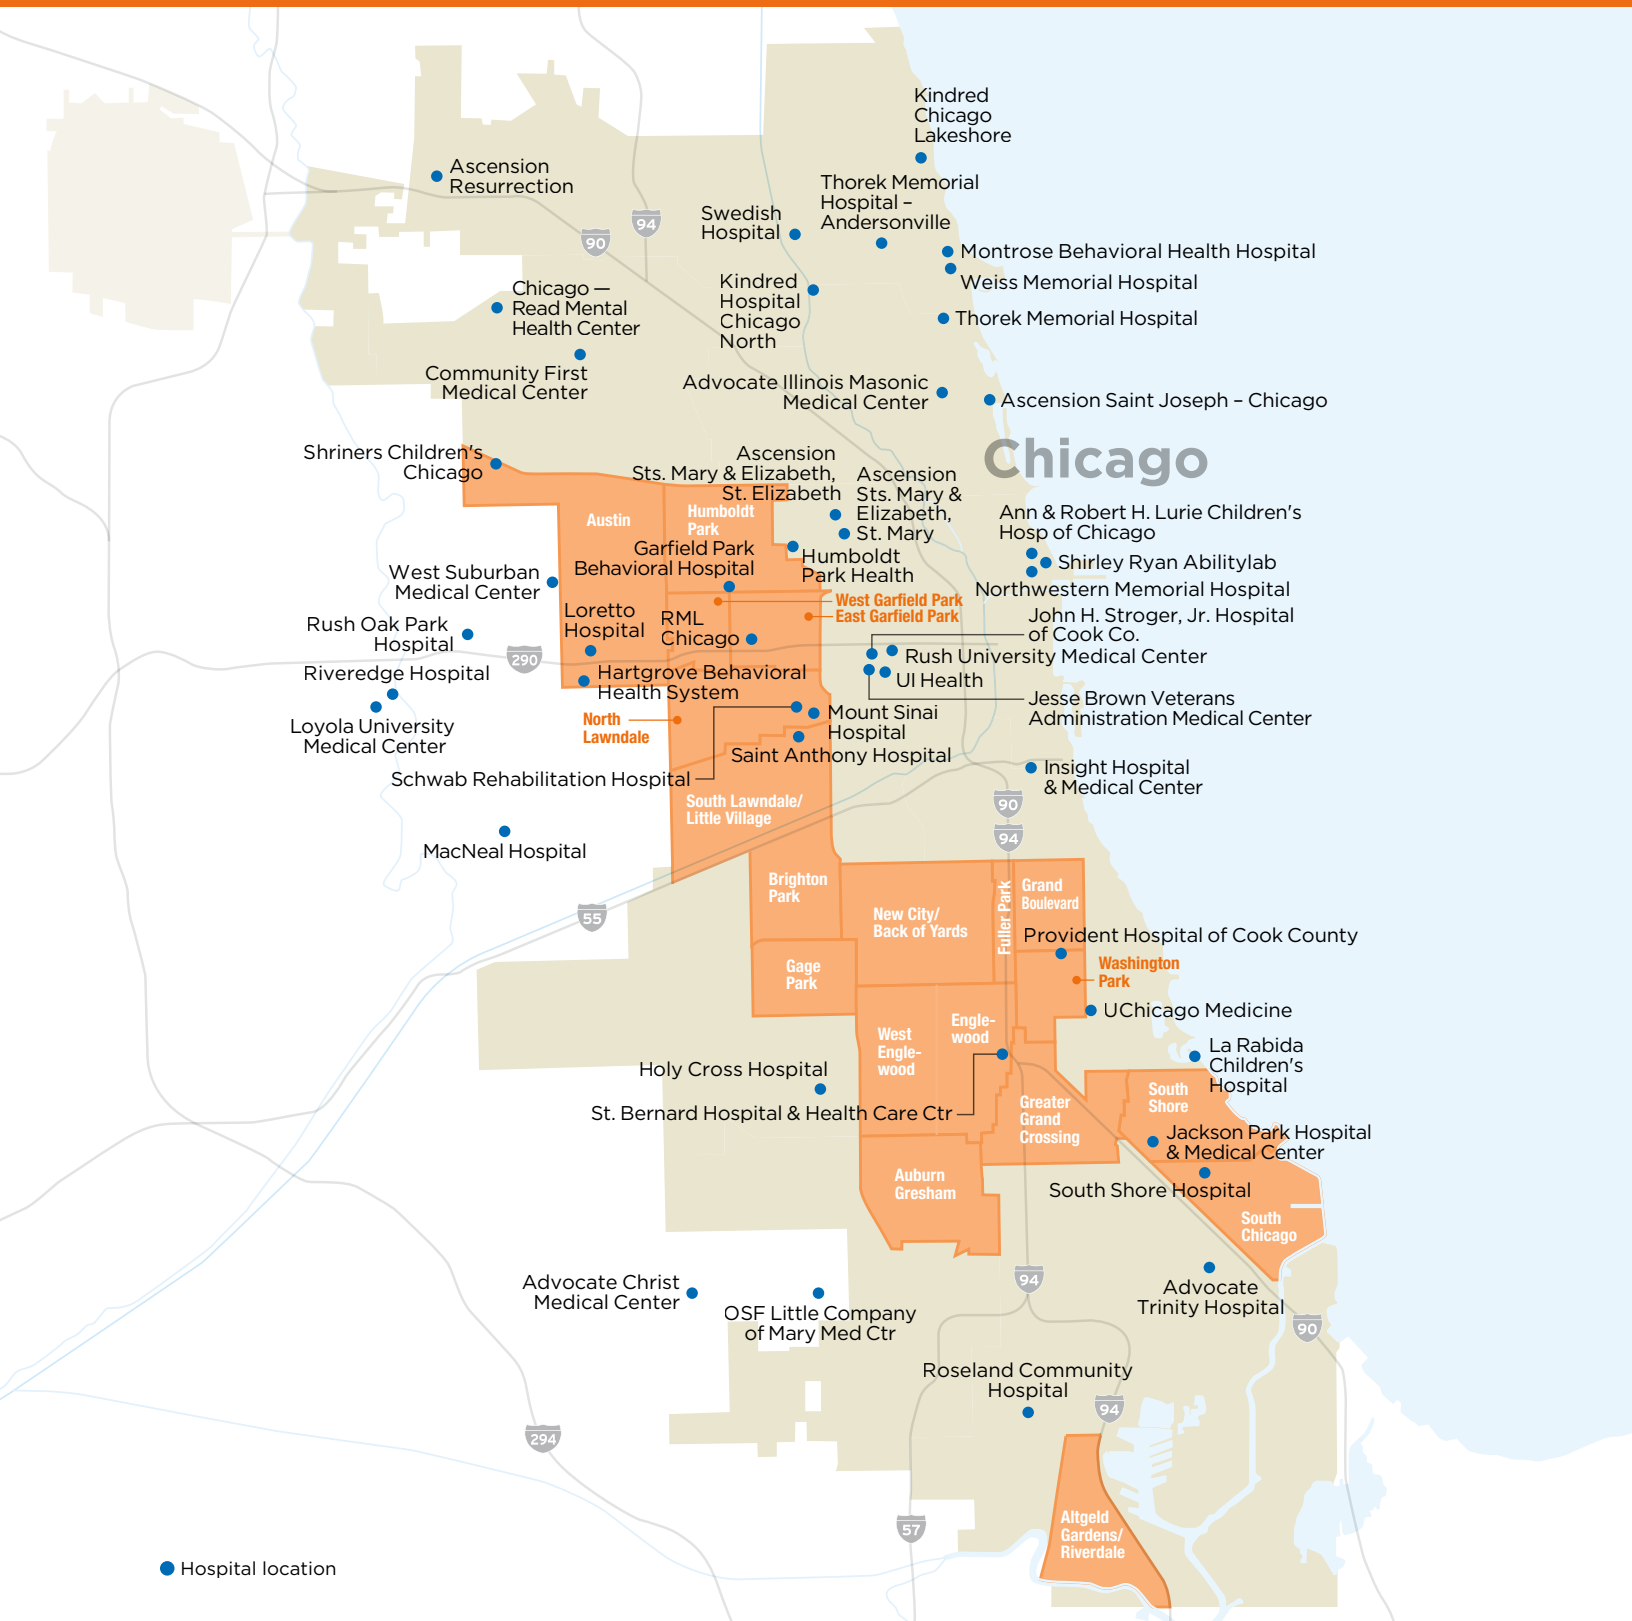 Kindred
Chicago
Lakeshore
Ascension
Resurrection
Thorek Memorial
Hospital –
Andersonville
Swedish
Hospital
94
90
Montrose Behavioral Health Hospital
Weiss Memorial Hospital
Kindred
Hospital
Chicago
North
Chicago —
Read Mental
Health Center
Thorek Memorial Hospital
Community First
Medical Center
Advocate Illinois Masonic
Medical Center
Ascension Saint Joseph – Chicago
Chicago
Shriners Children's
Chicago
Ascension
Sts. Mary & Elizabeth,
St. Elizabeth
Ascension
Sts. Mary &
Elizabeth,
St. Mary
Austin
Humboldt
Park
Ann & Robert H. Lurie Children's
Hosp of Chicago
Shirley Ryan Abilitylab
Northwestern Memorial Hospital
Garfield Park
Behavioral Hospital
Humboldt
Park Health
West Suburban
Medical Center
West Garfield Park
East Garfield Park
Loretto
Hospital
RML
Chicago
John H. Stroger, Jr. Hospital
of Cook Co.
Rush Oak Park
Hospital
290
Rush University Medical Center
UI Health
Riveredge Hospital
Hartgrove Behavioral
Health System
Jesse Brown Veterans
Administration Medical Center
Loyola University
Medical Center
North
Lawndale
Mount Sinai
Hospital
Saint Anthony Hospital
Schwab Rehabilitation Hospital
Insight Hospital
& Medical Center
South Lawndale/
Little Village
90
94
MacNeal Hospital
Brighton
Park
55
New City/
Back of Yards
Fuller Park
Grand
Boulevard
Provident Hospital of Cook County
Washington
Park
Gage
Park
UChicago Medicine
West
Engle-
wood
Engle-
wood
La Rabida
Children's
Hospital
Holy Cross Hospital
St. Bernard Hospital & Health Care Ctr
Greater
Grand
Crossing
South
Shore
Jackson Park Hospital
& Medical Center
Auburn
Gresham
South Shore Hospital
South
Chicago
Advocate Christ
Medical Center
OSF Little Company
of Mary Med Ctr
94
Advocate
Trinity Hospital
90
Roseland Community
Hospital
94
294
57
Altgeld
Gardens/
Riverdale
Hospital location